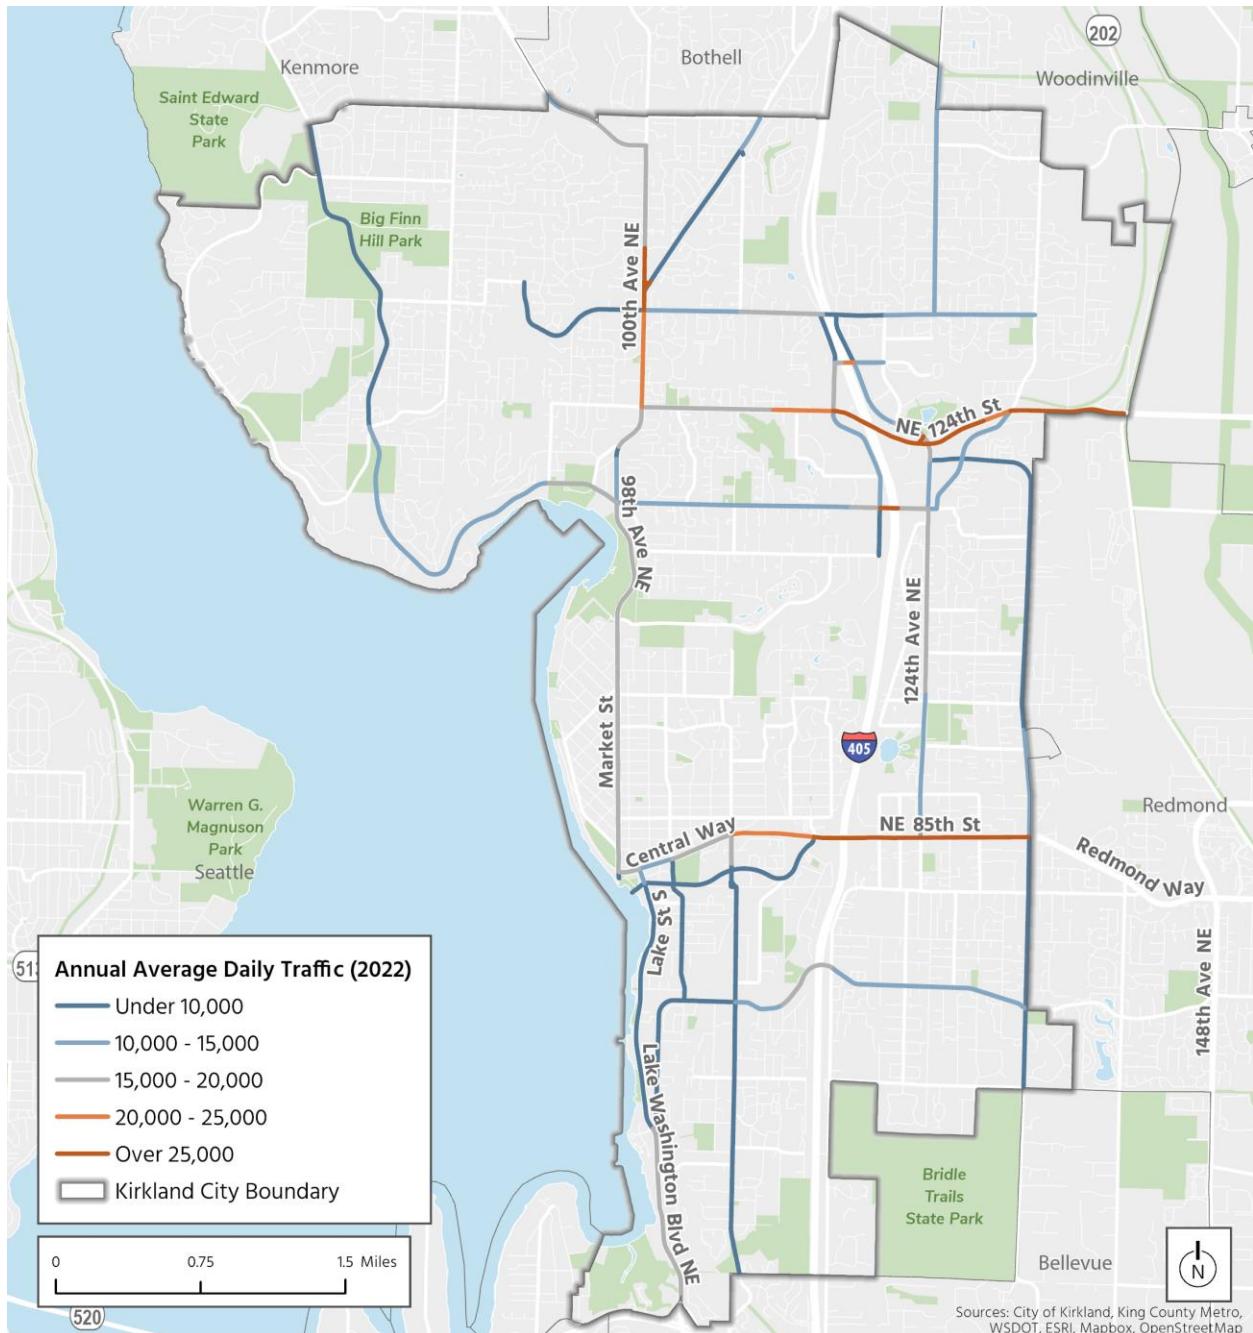 202
Bothell
Kenmore
Woodinville
Saint Edward
State
Park
Big Finn
Hill Park
100th Ave NE
NE 124th St
98th Ave NE
124th Ave NE
Market St
405
Warren G.
Magnuson
Park
Seattle
Redmond
Central Way
NE 85th St
Redmond Way
Lake St S
148th Ave NE
513
Lake Washington Blvd NE
Bridle
Trails
State Park
Bellevue
Annual Average Daily Traffic (2022)
Under 10,000
10,000 - 15,000
15,000 - 20,000
20,000 - 25,000
Over 25,000
Kirkland City Boundary
0 0.75 1.5 Miles
520
N
Sources: City of Kirkland, King County Metro,
WSDOT, ESRI, Mapbox, OpenStreetMap